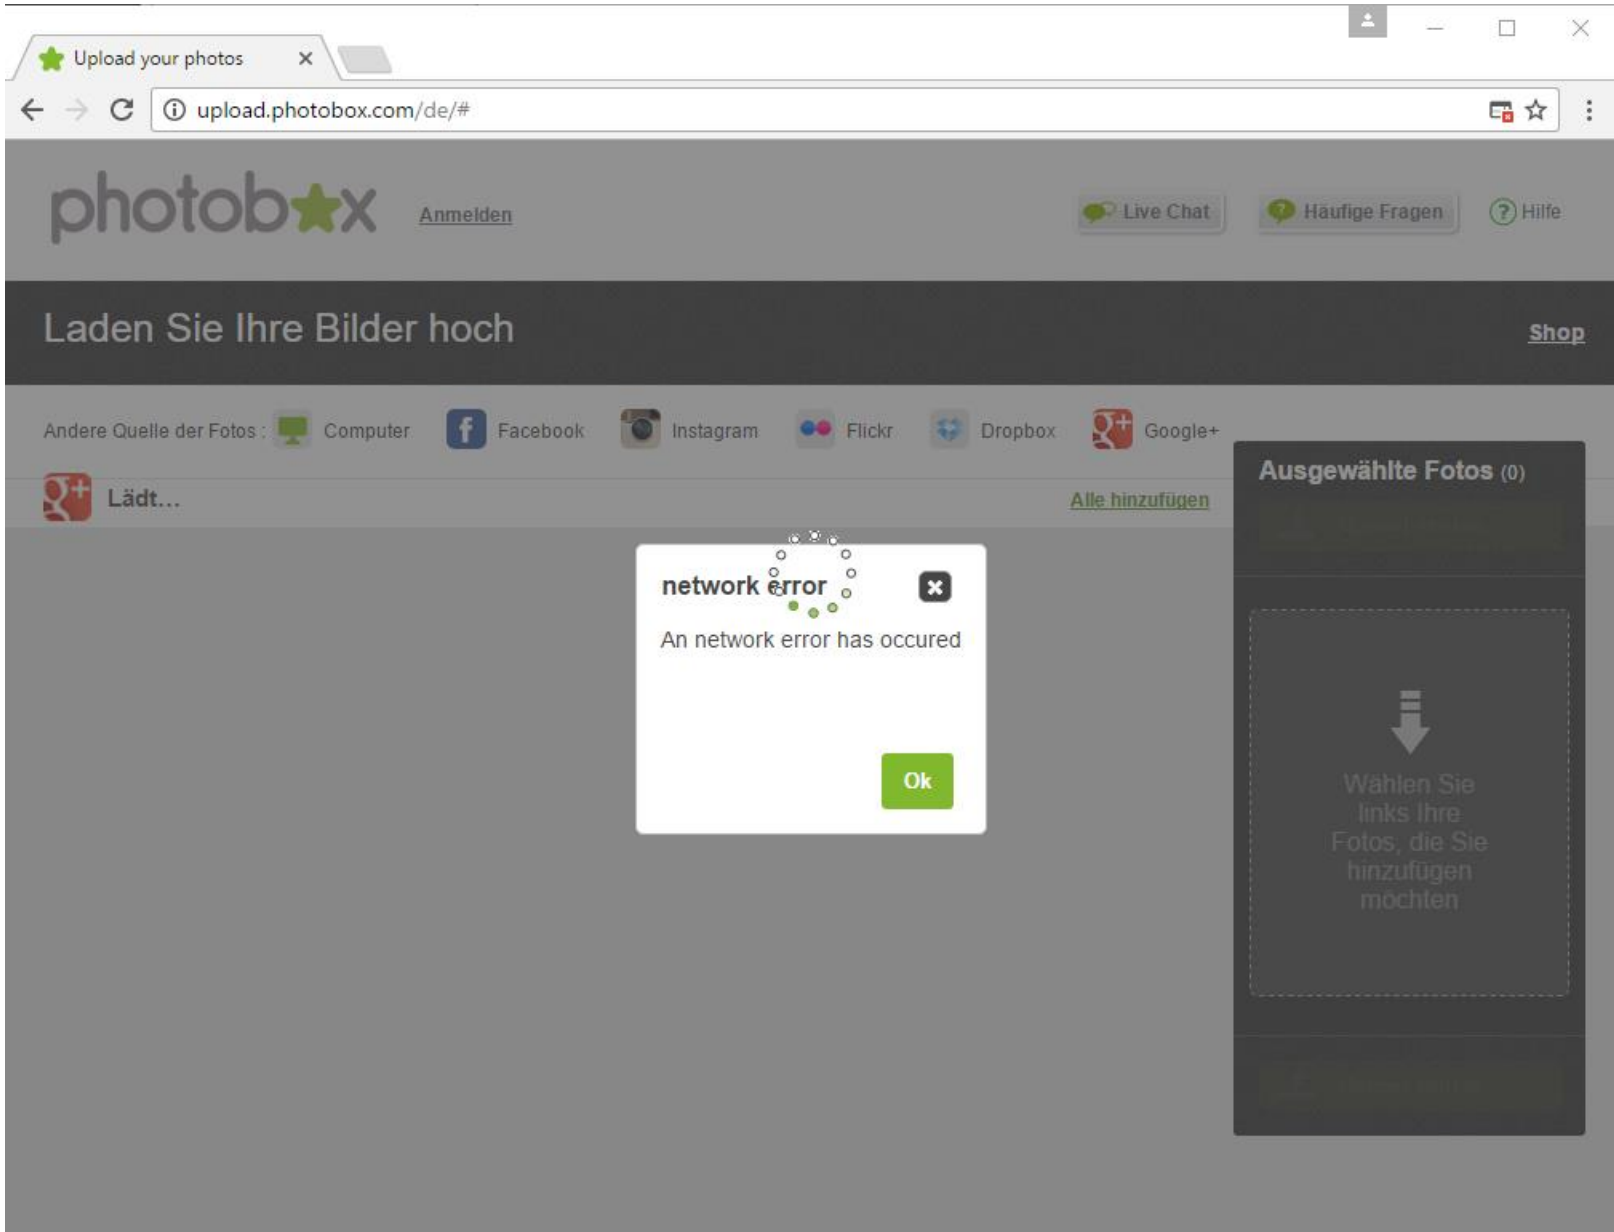 Upload your photos
upload.photobox.com/de/#
photobox
Anmelden
Live Chat
Häufige Fragen
Hilfe
Laden Sie Ihre Bilder hoch
Shop
Andere Quelle der Fotos :
Computer
Facebook
Instagram
Flickr
Dropbox
Google+
Lädt...
Alle hinzufügen
Ausgewählte Fotos (0)
network error
An network error has occured
Ok
Wählen Sie
links Ihre
Fotos, die Sie
hinzufügen
möchten